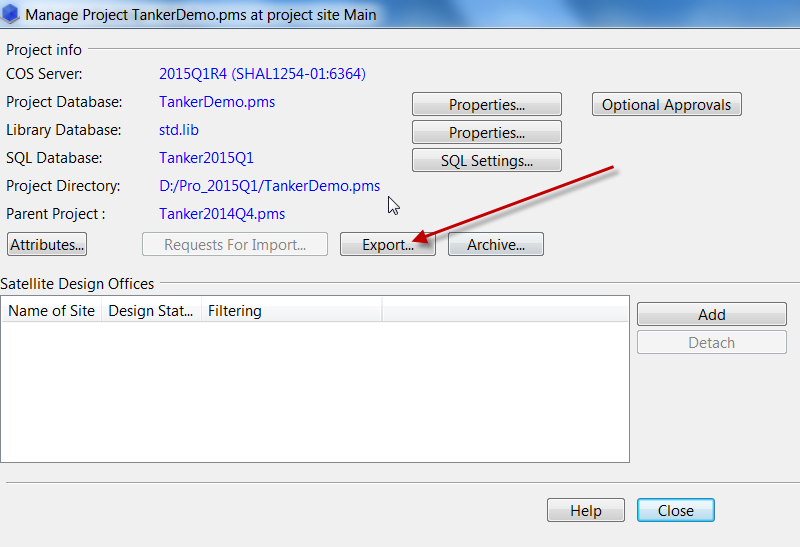 Manage Project TankerDemo.pms at project site Main
Project info
COS Server: 2015Q1R4 (SHAL1254-01:6364)
Project Database: TankerDemo.pms Properties... Optional Approvals
Library Database: std.lib Properties...
SQL Database: Tanker2015Q1 SQL Settings...
Project Directory: D:/Pro_2015Q1/TankerDemo.pms
Parent Project : Tanker2014Q4.pms
Attributes... Requests For Import... Export... Archive...
Satellite Design Offices
Name of Site Design Stat... Filtering
Add
Detach
Help Close